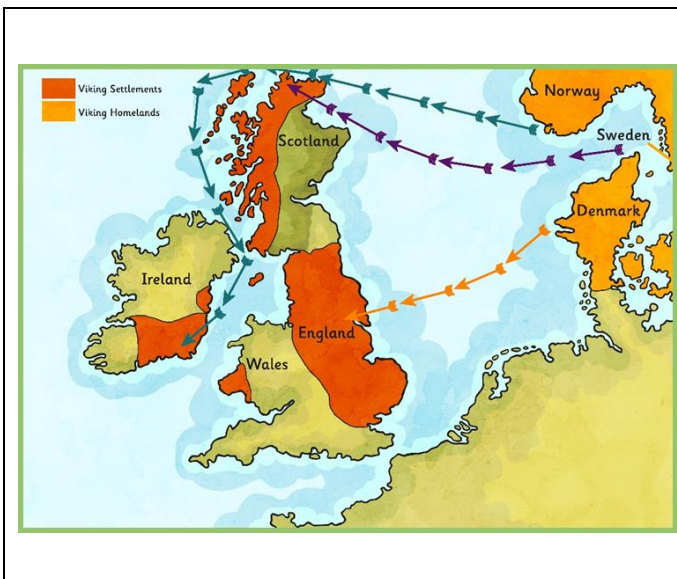 Viking Settlements
Viking Homelands
Norway
Sweden
Scotland
Denmark
Ireland
England
Wales